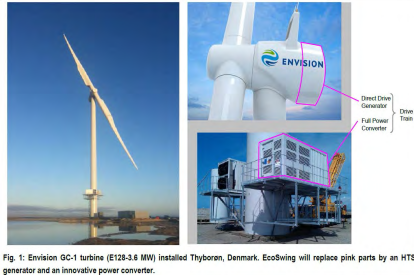 ENVISION
Direct Drive
Generator
Drive
Train
Full Power
Converter
Fig. 1: Envision GC-1 turbine (E128-3.6 MW) installed Thyborøn, Denmark. EcoSwing will replace pink parts by an HTS
generator and an innovative power converter.